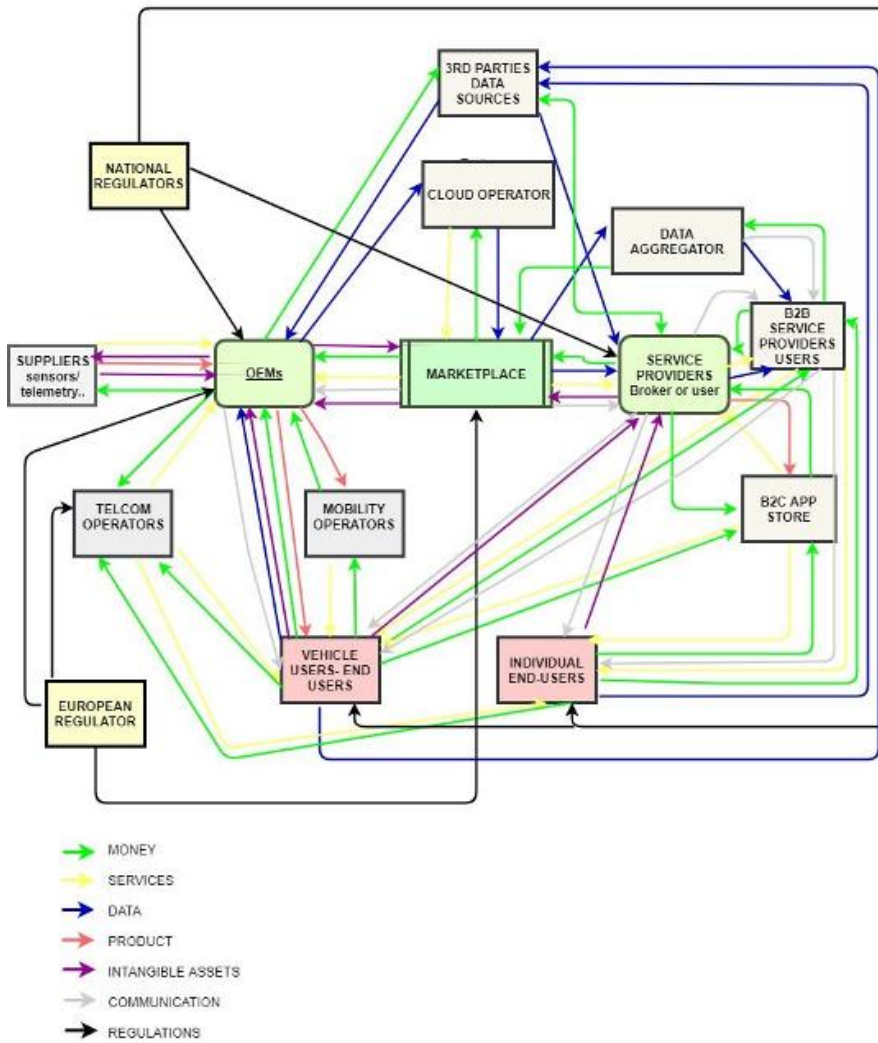 3RD PARTIES
DATA
SOURCES
NATIONAL
REGULATORS
CLOUD OPERATOR
DATA
AGGREGATOR
B2B
SERVICE
PROVIDERS
USERS
SUPPLIERS
sensors/
telemetry..
OEMs
MARKETPLACE
SERVICE
PROVIDERS
Broker or user
TELCOM
OPERATORS
MOBILITY
OPERATORS
B2C APP
STORE
VEHICLE
USERS- END
USERS
INDIVIDUAL
END-USERS
EUROPEAN
REGULATOR
MONEY
SERVICES
DATA
PRODUCT
INTANGIBLE ASSETS
COMMUNICATION
REGULATIONS